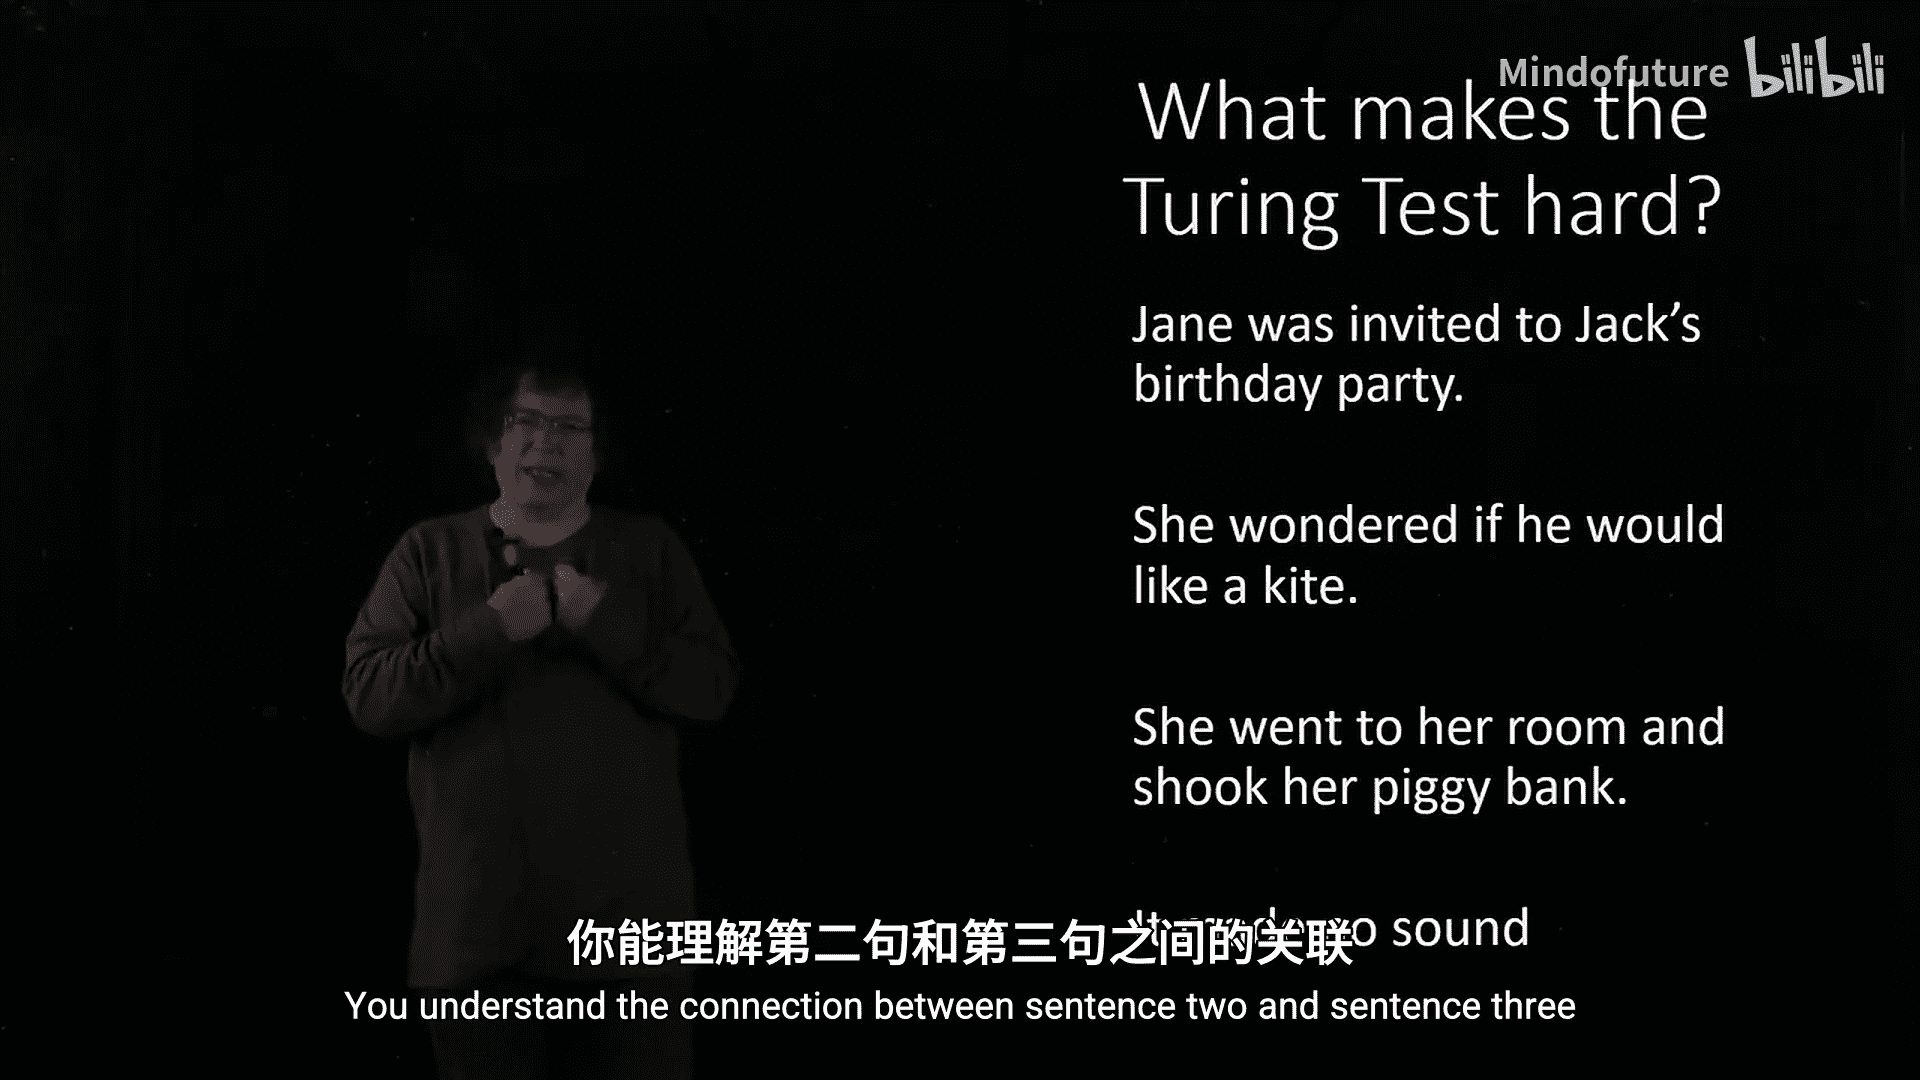 Mindofuture bilibili
What makes the
Turing Test hard?
Jane was invited to Jack’s
birthday party.
She wondered if he would
like a kite.
She went to her room and
shook her piggy bank.
sound
你能理解第二句和第三句之间的关联
You understand the connection between sentence two and sentence three